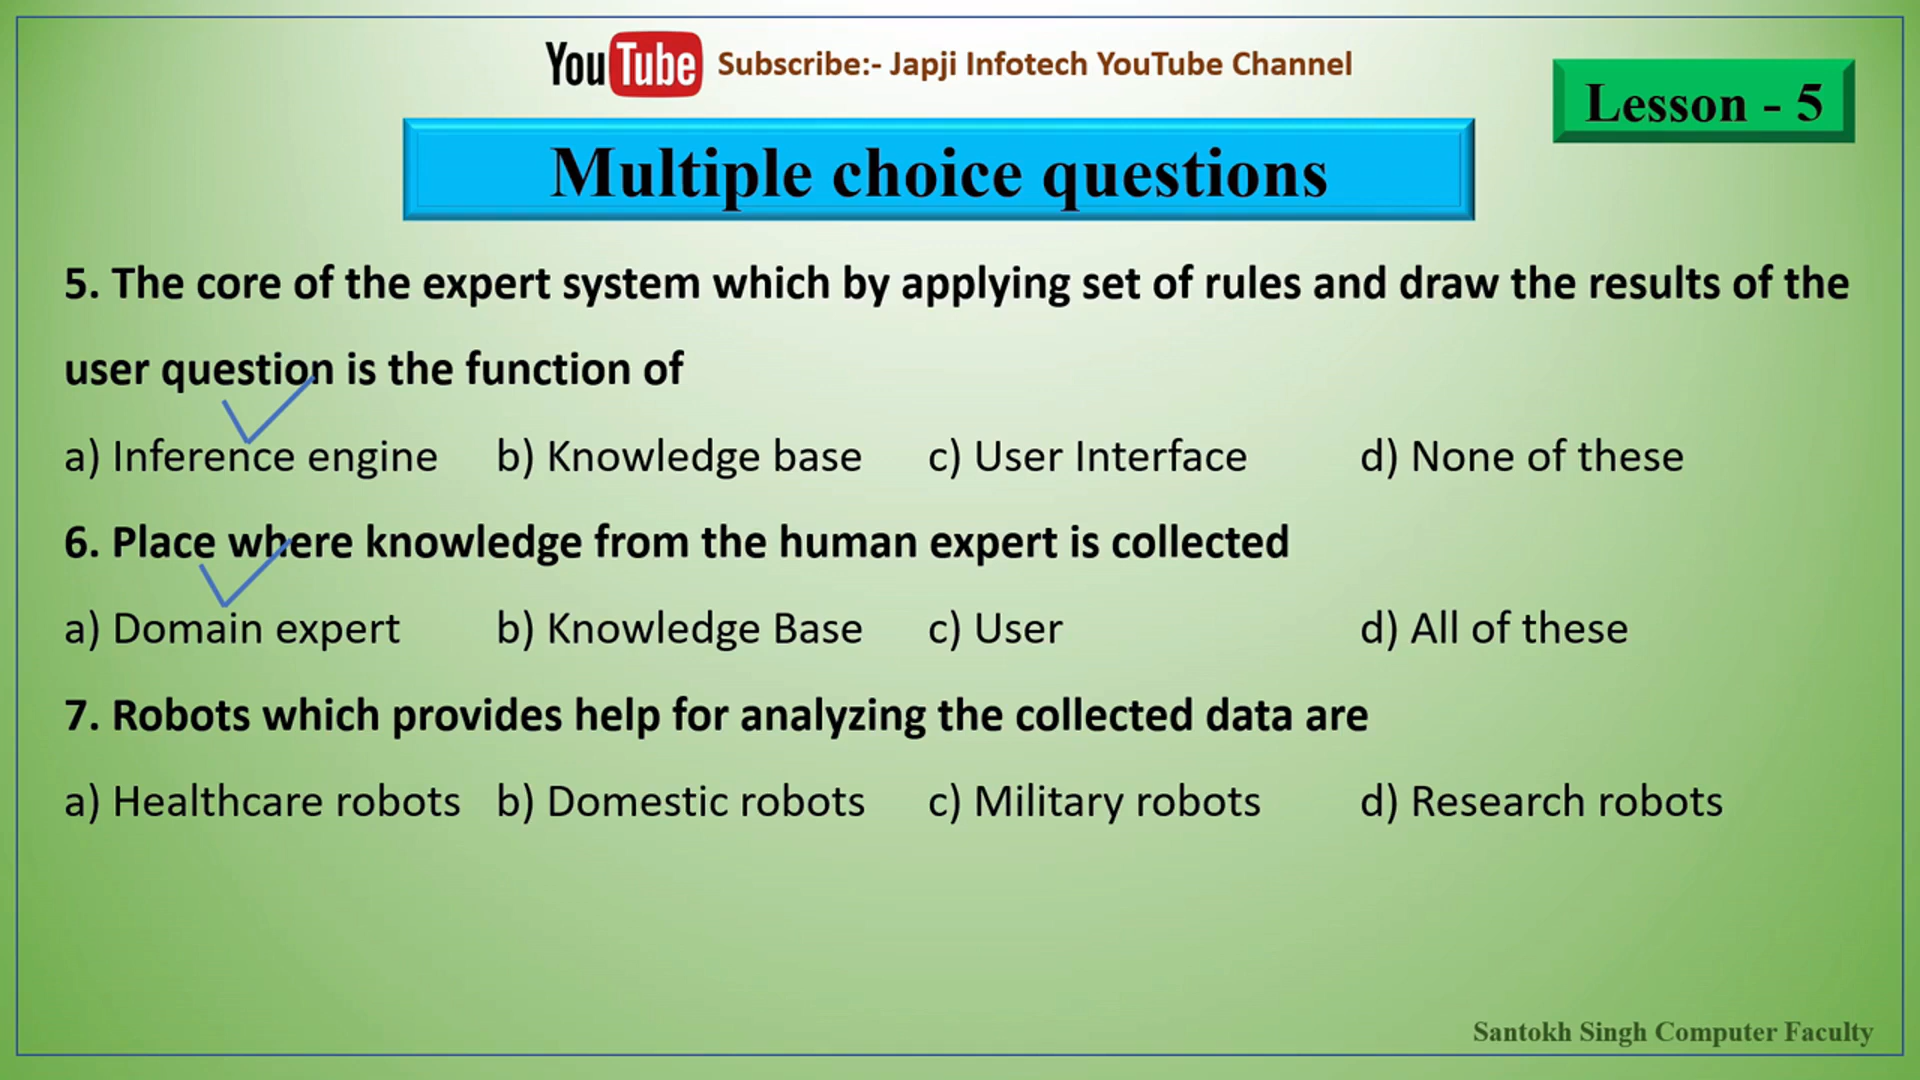 YouTube Subscribe:- Japji Infotech YouTube Channel
Lesson - 5
Multiple choice questions
5. The core of the expert system which by applying set of rules and draw the results of the
user question is the function of
a) Inference engine b) Knowledge base c) User Interface d) None of these
6. Place where knowledge from the human expert is collected
a) Domain expert b) Knowledge Base c) User d) All of these
7. Robots which provides help for analyzing the collected data are
a) Healthcare robots b) Domestic robots c) Military robots d) Research robots
Santokh Singh Computer Faculty